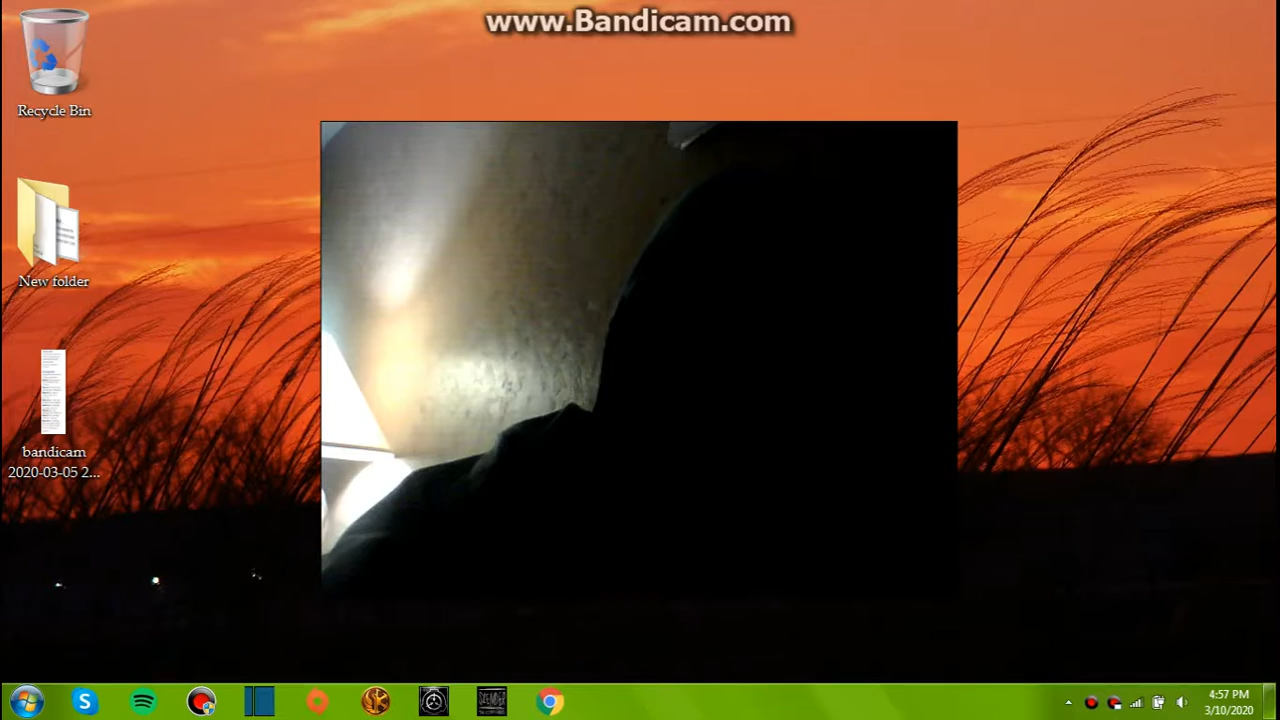 www.Bandicam.com
Recycle Bin
New folder
bandicam
2020-03-05 2...
4:57 PM
3/10/2020